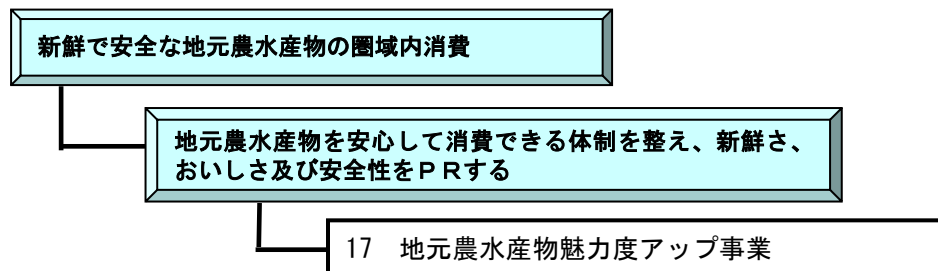 新鮮で安全な地元農水産物の圏域内消費
地元農水産物を安心して消費できる体制を整え、新鮮さ、
おいしさ及び安全性をＰＲする
17　地元農水産物魅力度アップ事業